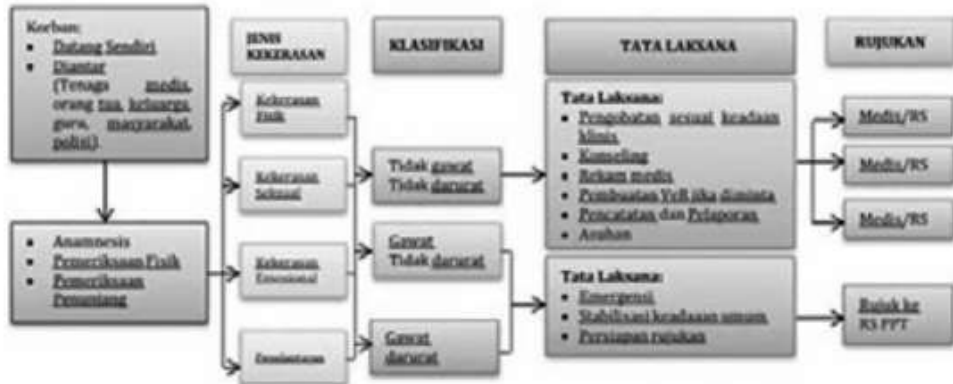 Korban:
Datang Sendiri
Diantar
(Tenaga medis,
orang tua, keluarga,
guru, masyarakat,
polisi).
Anamnesis
Pemeriksaan Fisik
Pemeriksaan
Penunjang
JENIS
KEKERASAN
Kekerasan
Fisik
Kekerasan
Seksual
Kekerasan
Emosional
Penelantaran
KLASIFIKASI
Tidak gawat
Tidak darurat
Gawat
Tidak darurat
Gawat
darurat
TATA LAKSANA
Tata Laksana:
Pengobatan sesuai keadaan
klinis
Konseling
Rekam medis
Pembuatan VeR jika diminta
Pencatatan dan Pelaporan
Asuhan
Tata Laksana:
Emergensi
Stabilisasi keadaan umum
Persiapan rujukan
RUJUKAN
Medis/RS
Medis/RS
Medis/RS
Rujuk ke
RS PPT